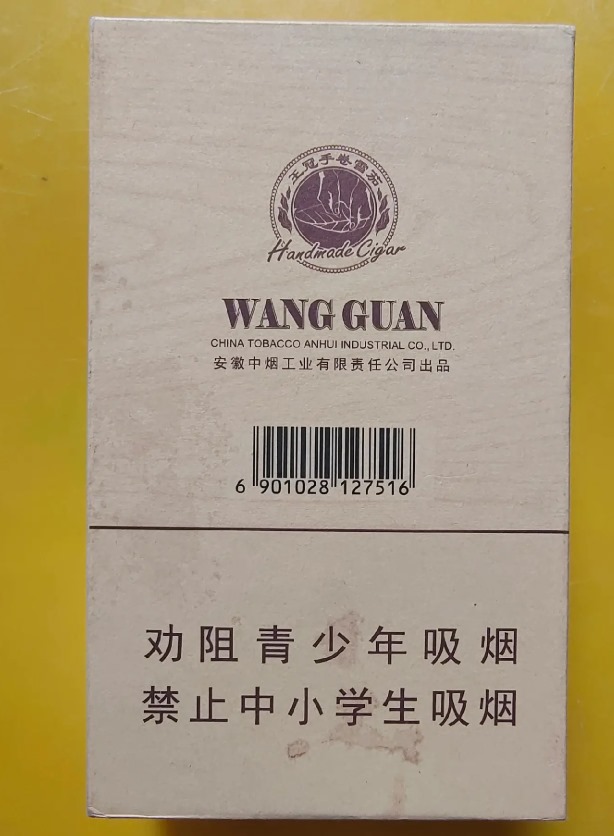 王冠手卷雪茄
Handmade Cigar
WANG GUAN
CHINA TOBACCO ANHUI INDUSTRIAL CO., LTD.
安徽中烟工业有限责任公司出品
6 901028 127516
劝阻青少年吸烟
禁止中小学生吸烟